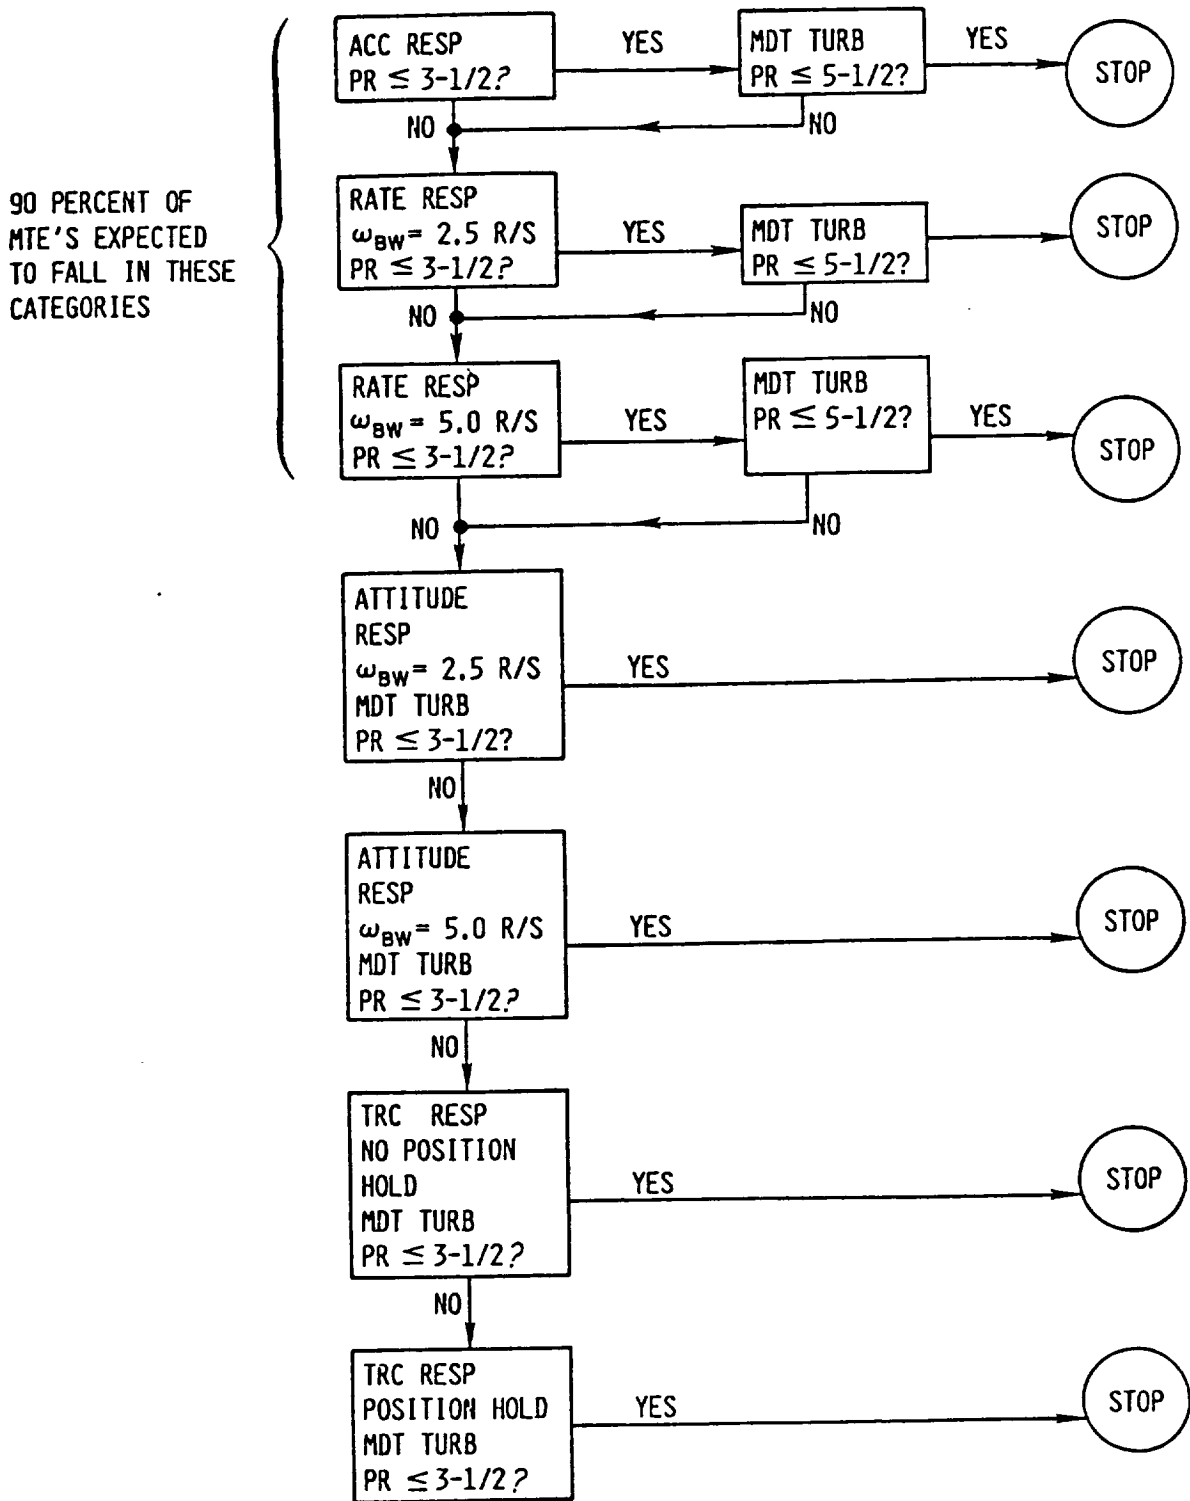 ACC RESP
PR ≤ 3-1/2?
YES
MDT TURB
PR ≤ 5-1/2?
YES
STOP
NO
NO
90 PERCENT OF
MTE'S EXPECTED
TO FALL IN THESE
CATEGORIES
RATE RESP
ωBW= 2.5 R/S
PR ≤ 3-1/2?
YES
MDT TURB
PR ≤ 5-1/2?
STOP
NO
NO
RATE RESP
ωBW= 5.0 R/S
PR ≤ 3-1/2?
YES
MDT TURB
PR ≤ 5-1/2?
YES
STOP
NO
NO
ATTITUDE
RESP
ωBW= 2.5 R/S
MDT TURB
PR ≤ 3-1/2?
YES
STOP
NO
ATTITUDE
RESP
ωBW= 5.0 R/S
MDT TURB
PR ≤ 3-1/2?
YES
STOP
NO
TRC RESP
NO POSITION
HOLD
MDT TURB
PR ≤ 3-1/2?
YES
STOP
NO
TRC RESP
POSITION HOLD
MDT TURB
PR ≤ 3-1/2?
YES
STOP